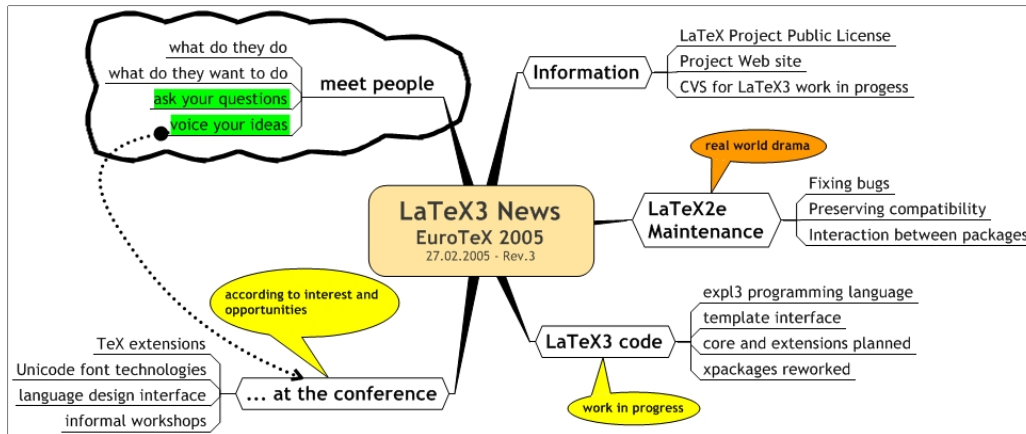 what do they do
what do they want to do
ask your questions
voice your ideas
meet people
Information
LaTeX Project Public License
Project Web site
CVS for LaTeX3 work in progess
real world drama
LaTeX2e
Maintenance
Fixing bugs
Preserving compatibility
Interaction between packages
LaTeX3 News
EuroTeX 2005
27.02.2005 - Rev.3
according to interest and
opportunities
LaTeX3 code
expl3 programming language
template interface
core and extensions planned
xpackages reworked
work in progress
... at the conference
TeX extensions
Unicode font technologies
language design interface
informal workshops